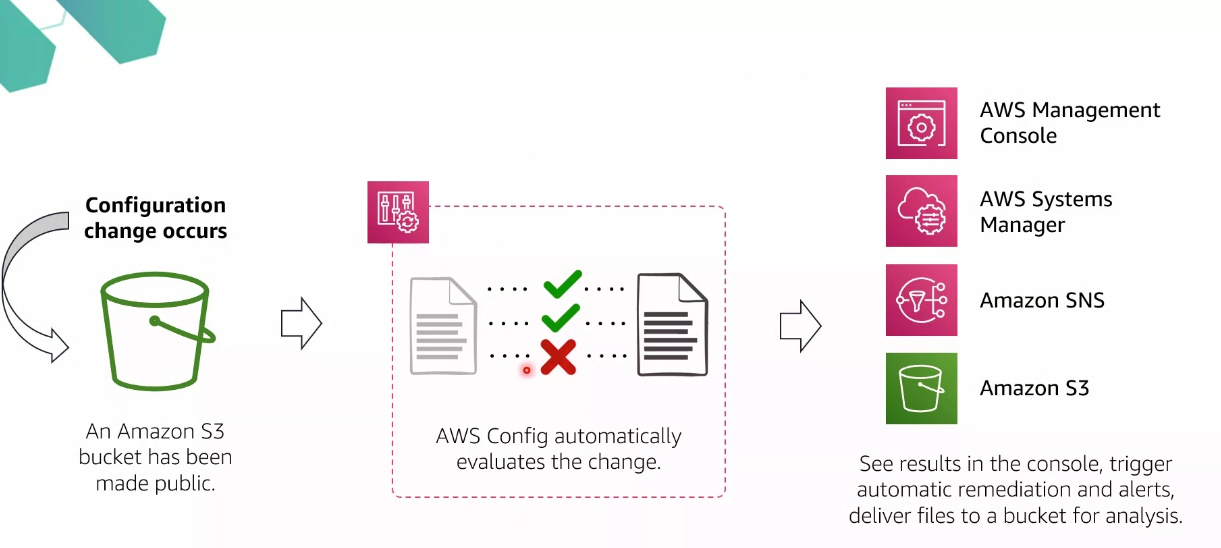 Configuration
change occurs
An Amazon S3
bucket has been
made public.
AWS Config automatically
evaluates the change.
AWS Management
Console
AWS Systems
Manager
Amazon SNS
Amazon S3
See results in the console, trigger
automatic remediation and alerts,
deliver files to a bucket for analysis.